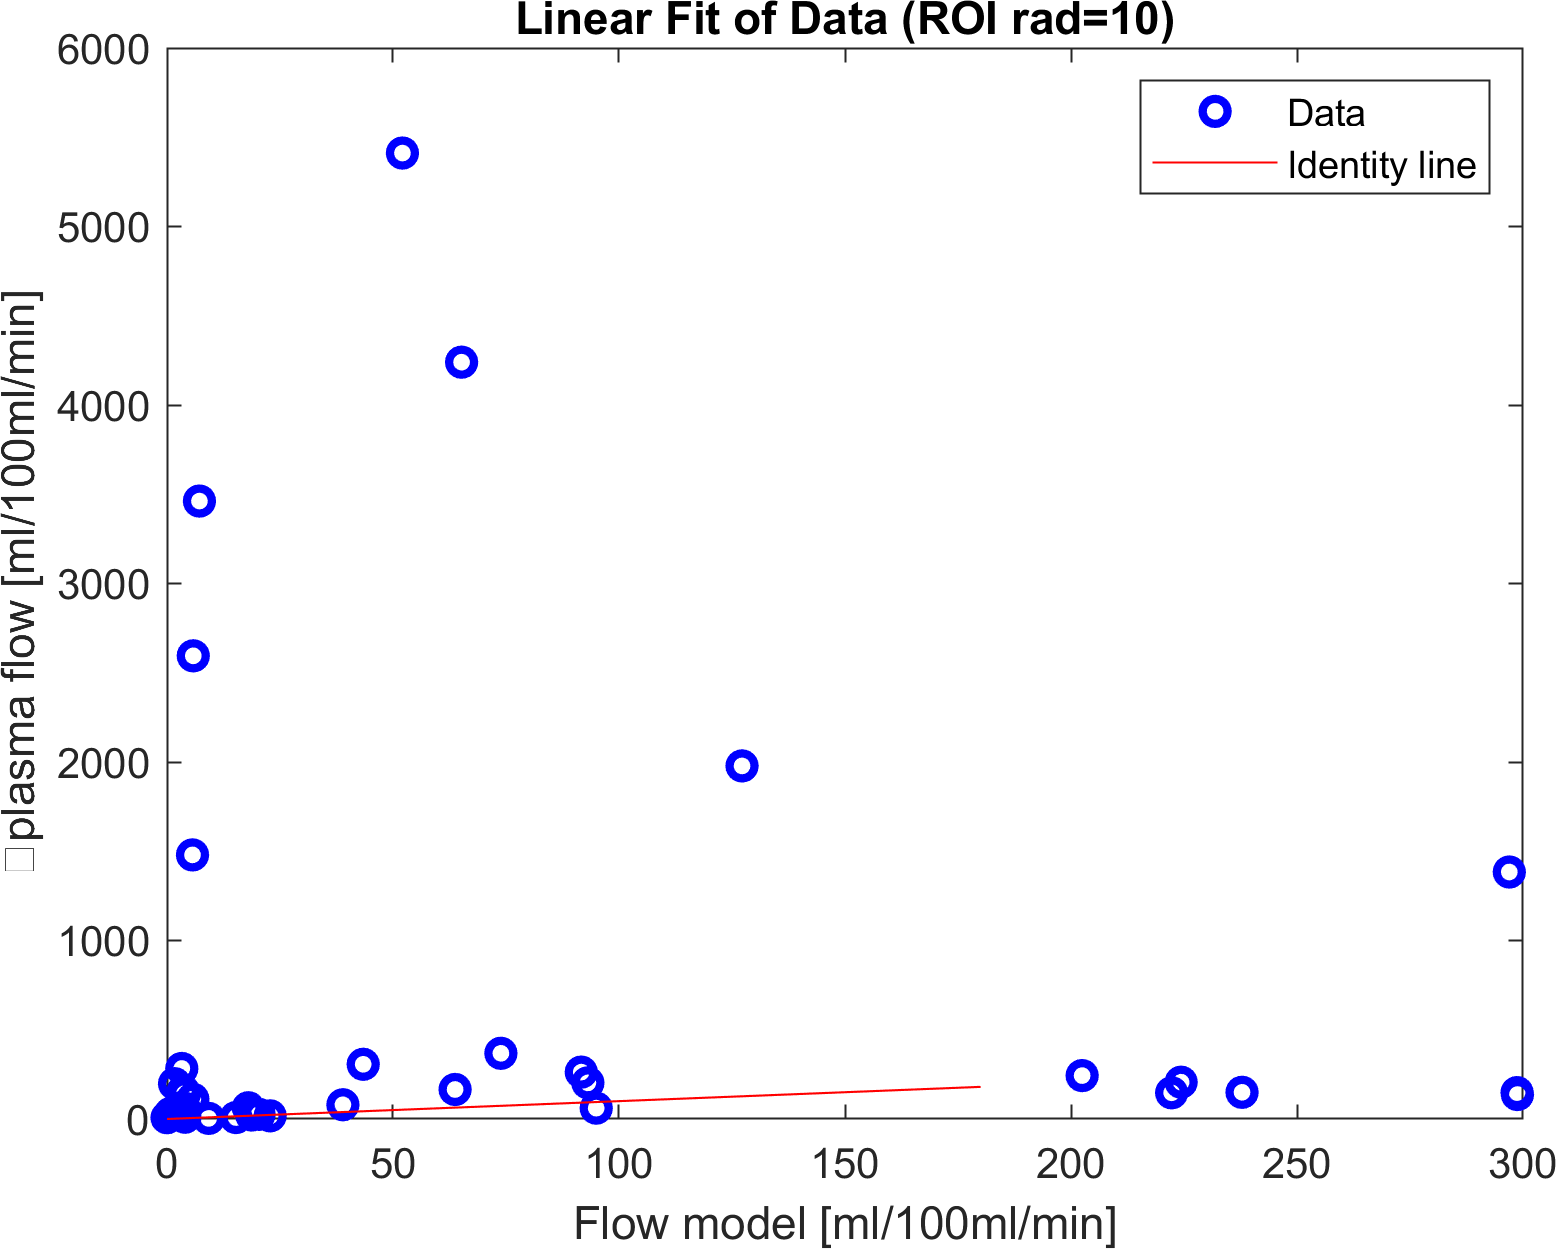 Linear Fit of Data (ROI rad=10)
6000
5000
4000
3000
2000
1000
0
□plasma flow [ml/100ml/min]
Data
Identity line
0 50 100 150 200 250 300
Flow model [ml/100ml/min]